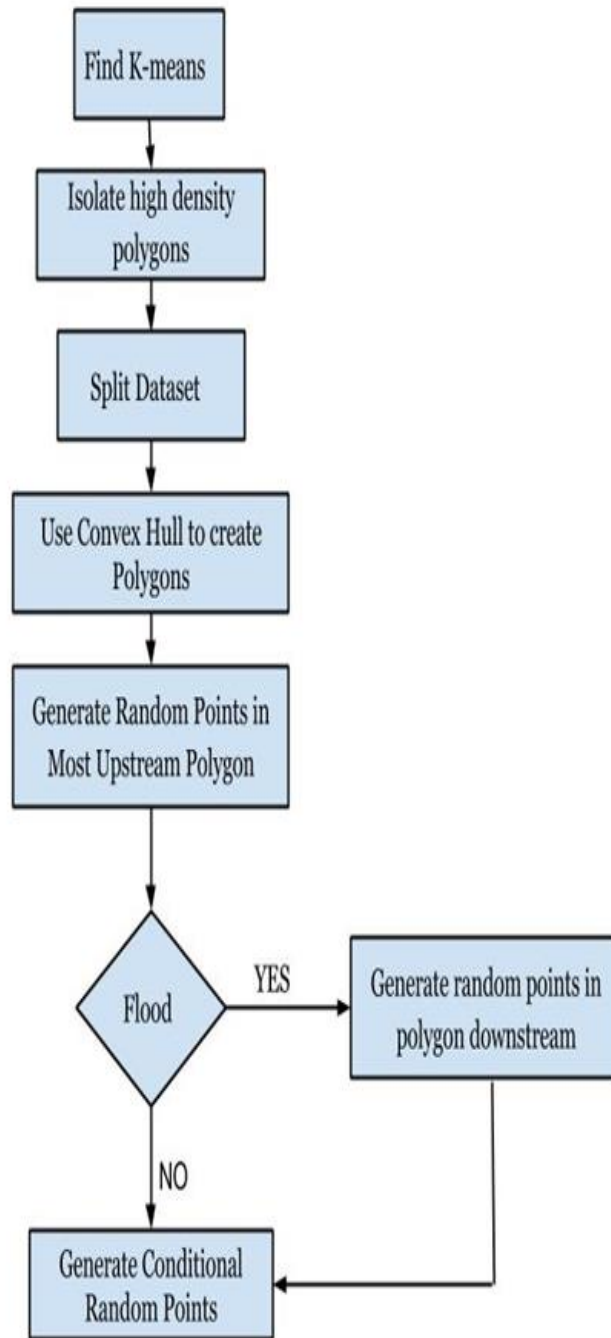 Find K-means
Isolate high density
polygons
Split Dataset
Use Convex Hull to create
Polygons
Generate Random Points in
Most Upstream Polygon
Flood
YES
Generate random points in
polygon downstream
NO
Generate Conditional
Random Points